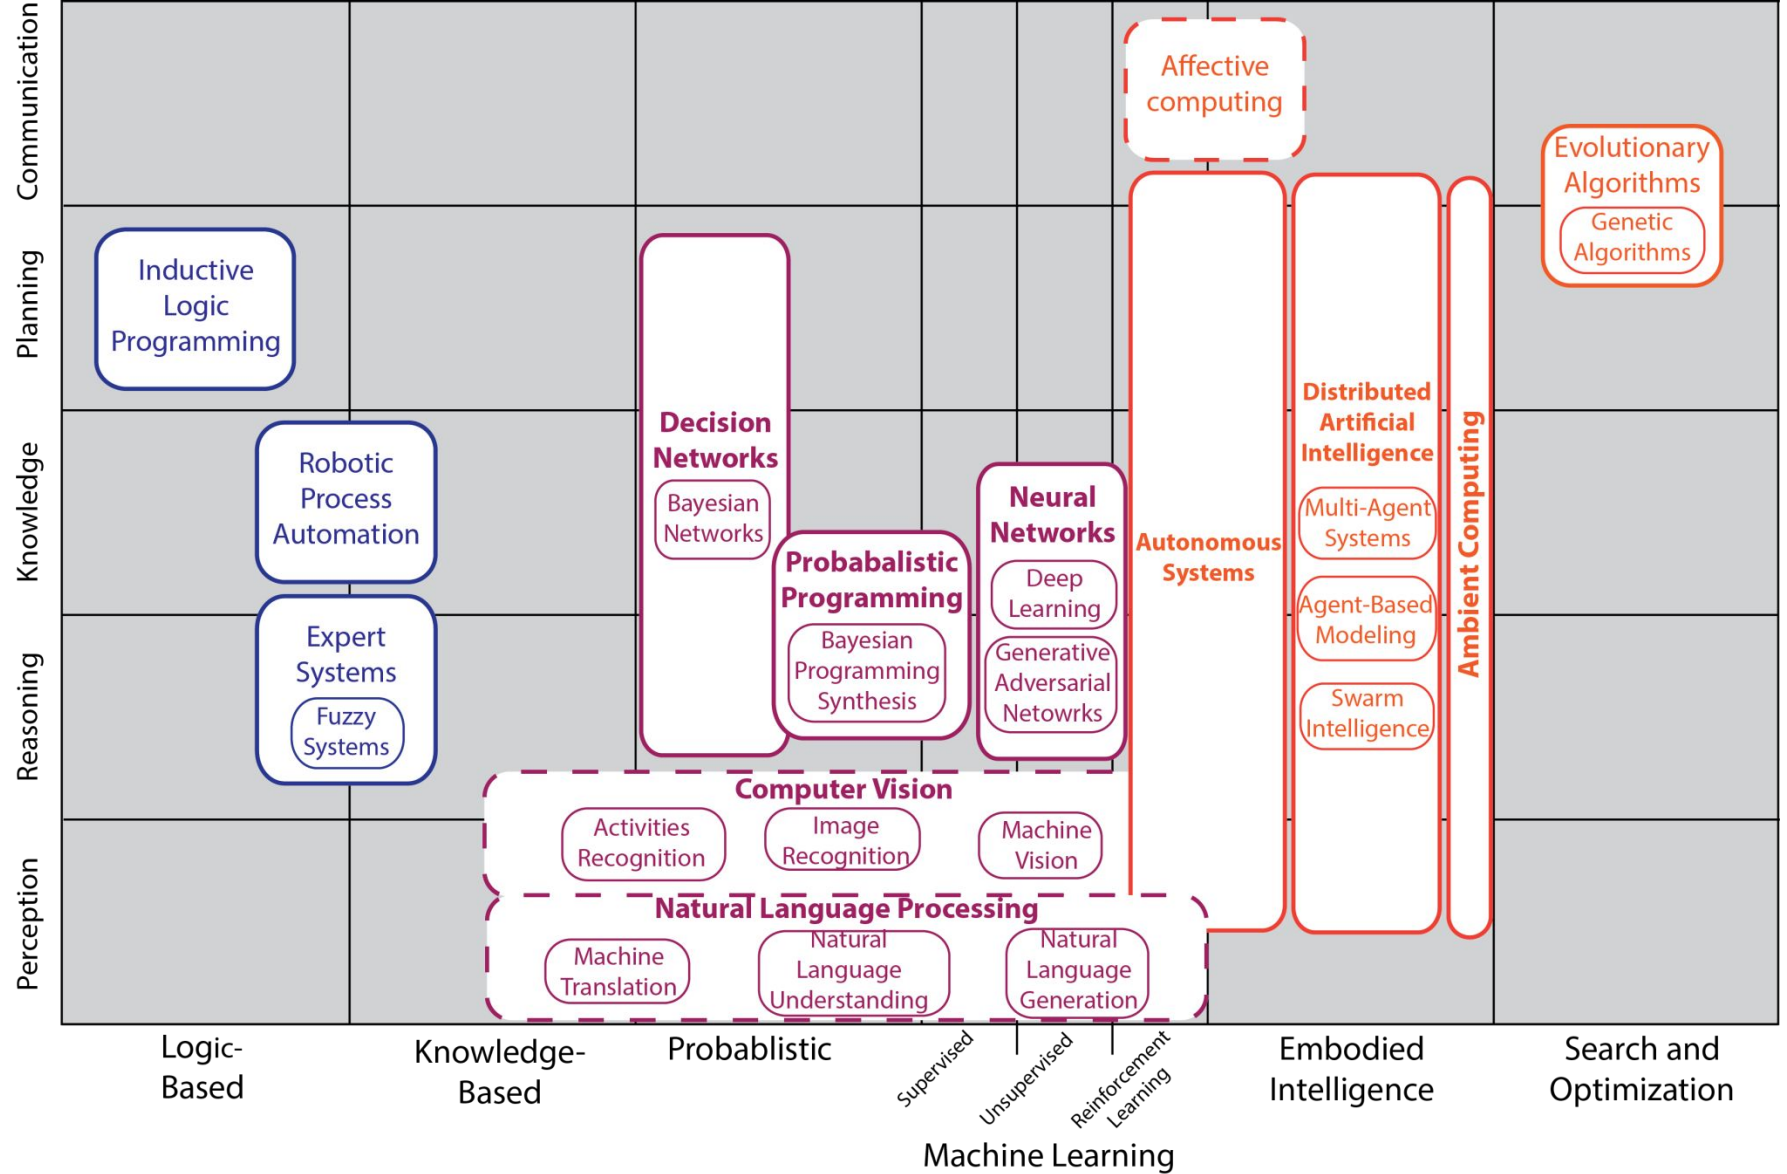 Communication
Planning
Knowledge
Reasoning
Perception
Affective
computing
Evolutionary
Algorithms
Genetic
Algorithms
Inductive
Logic
Programming
Robotic
Process
Automation
Expert
Systems
Fuzzy
Systems
Decision
Networks
Bayesian
Networks
Probabalistic
Programming
Bayesian
Programming
Synthesis
Neural
Networks
Deep
Learning
Generative
Adversarial
Netowrks
Autonomous
Systems
Distributed
Artificial
Intelligence
Multi-Agent
Systems
Agent-Based
Modeling
Swarm
Intelligence
Ambient Computing
Computer Vision
Activities
Recognition
Image
Recognition
Machine
Vision
Natural Language Processing
Machine
Translation
Natural
Language
Understanding
Natural
Language
Generation
Logic-
Based
Knowledge-
Based
Probablistic
Supervised
Unsupervised
Reinforcement
Learning
Machine Learning
Embodied
Intelligence
Search and
Optimization